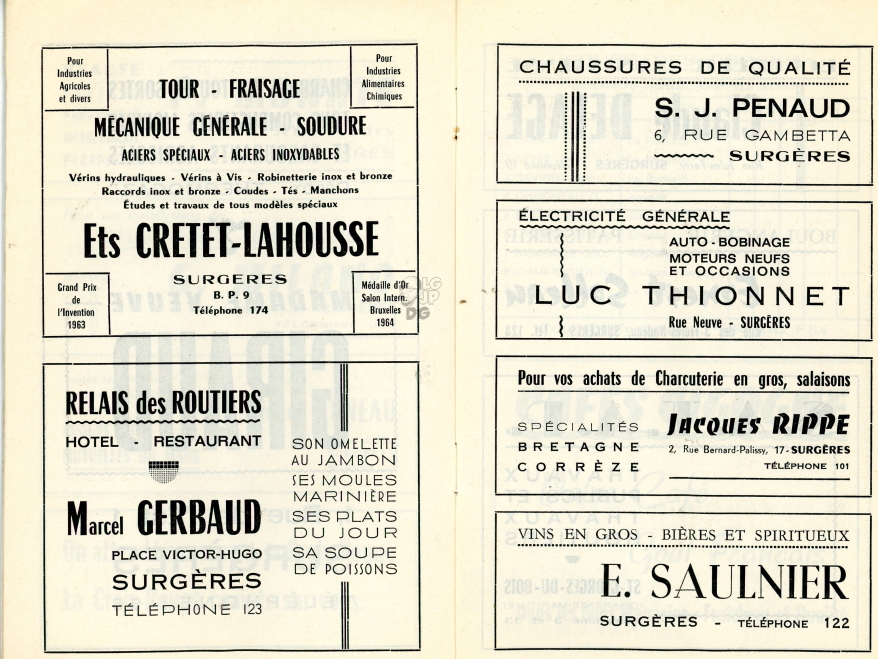 Pour
Industries
Agricoles
et divers
Pour
Industries
Alimentaires
Chimiques
TOUR - FRAISAGE
MÉCANIQUE GÉNÉRALE - SOUDURE
ACIERS SPÉCIAUX - ACIERS INOXYDABLES
Vérins hydrauliques - Vérins à Vis - Robinetterie inox et bronze
Raccords inox et bronze - Coudes - Tés - Manchons
Études et travaux de tous modèles spéciaux
Ets CRETET-LAHOUSSE
SURGERES
B. P. 9
Téléphone 174
Grand Prix
de
l'Invention
1963
Médaille d'Or
Salon Intern.
Bruxelles
1964
RELAIS des ROUTIERS
HOTEL - RESTAURANT
Marcel GERBAUD
PLACE VICTOR-HUGO
SURGÈRES
TÉLÉPHONE 123
SON OMELETTE
AU JAMBON
SES MOULES
MARINIÈRE
SES PLATS
DU JOUR
SA SOUPE
DE POISSONS
CHAUSSURES DE QUALITÉ
S. J. PENAUD
6, RUE GAMBETTA
SURGÈRES
ÉLECTRICITÉ GÉNÉRALE
AUTO - BOBINAGE
MOTEURS NEUFS
ET OCCASIONS
LUC THIONNET
Rue Neuve - SURGÈRES
Pour vos achats de Charcuterie en gros, salaisons
SPÉCIALITÉS
BRETAGNE
CORRÈZE
JACQUES RIPPE
2, Rue Bernard-Palissy, 17-SURGÈRES
TÉLÉPHONE 101
VINS EN GROS - BIÈRES ET SPIRITUEUX
E. SAULNIER
SURGÈRES - TÉLÉPHONE 122